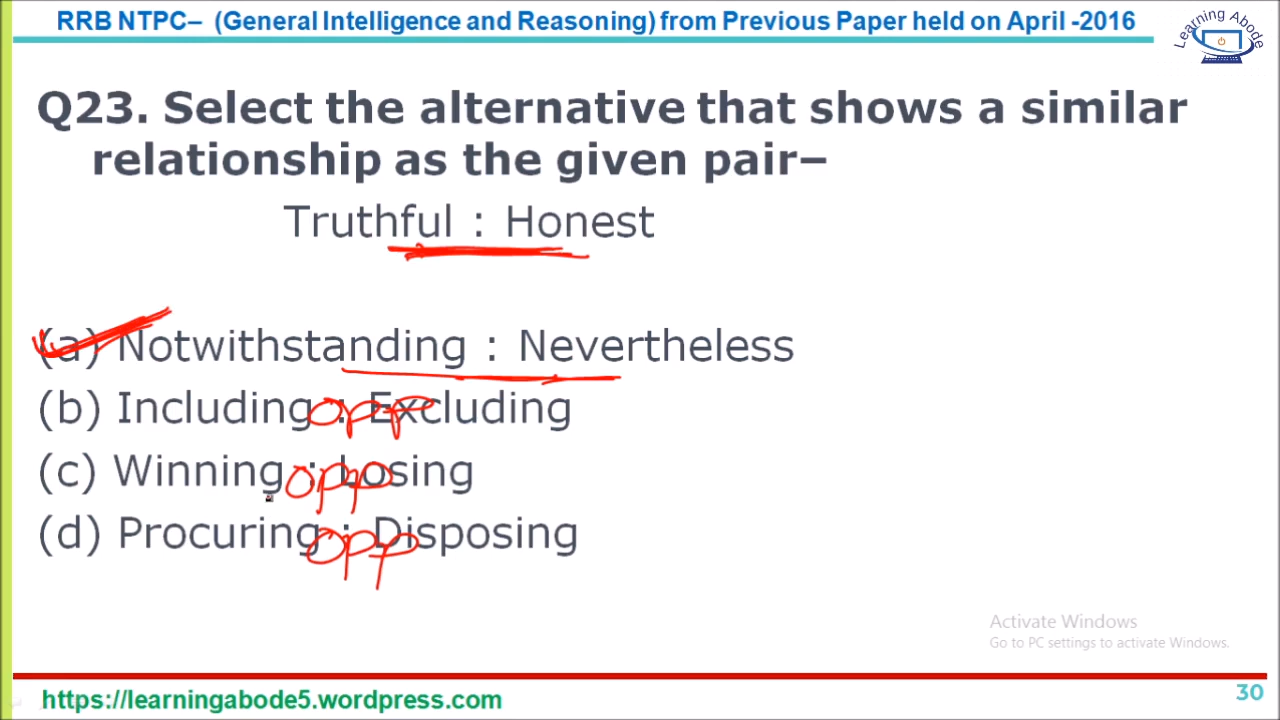 RRB NTPC– (General Intelligence and Reasoning) from Previous Paper held on April -2016
Learning Abode
Q23. Select the alternative that shows a similar
relationship as the given pair–
Truthful : Honest
(a) Notwithstanding : Nevertheless
(b) Including : Excluding
opp
(c) Winning : Losing
opp
(d) Procuring : Disposing
opp
Activate Windows
Go to PC settings to activate Windows.
https://learningabode5.wordpress.com
30